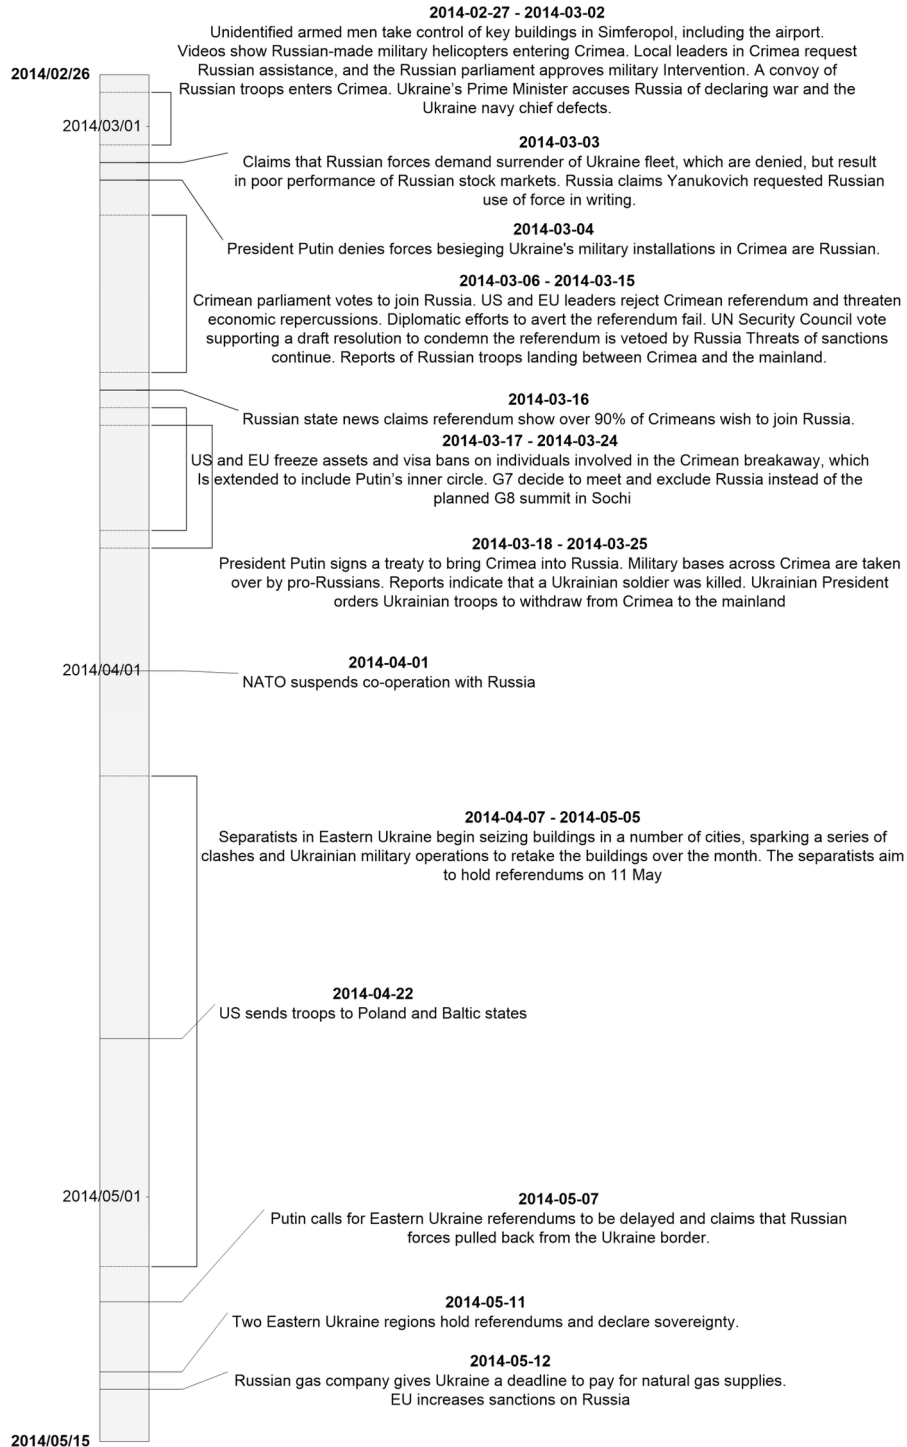 2014-02-27 - 2014-03-02
Unidentified armed men take control of key buildings in Simferopol, including the airport.
Videos show Russian-made military helicopters entering Crimea. Local leaders in Crimea request
Russian assistance, and the Russian parliament approves military Intervention. A convoy of
Russian troops enters Crimea. Ukraine’s Prime Minister accuses Russia of declaring war and the
Ukraine navy chief defects.
2014/02/26
2014/03/01
2014-03-03
Claims that Russian forces demand surrender of Ukraine fleet, which are denied, but result
in poor performance of Russian stock markets. Russia claims Yanukovich requested Russian
use of force in writing.
2014-03-04
President Putin denies forces besieging Ukraine's military installations in Crimea are Russian.
2014-03-06 - 2014-03-15
Crimean parliament votes to join Russia. US and EU leaders reject Crimean referendum and threaten
economic repercussions. Diplomatic efforts to avert the referendum fail. UN Security Council vote
supporting a draft resolution to condemn the referendum is vetoed by Russia Threats of sanctions
continue. Reports of Russian troops landing between Crimea and the mainland.
2014-03-16
Russian state news claims referendum show over 90% of Crimeans wish to join Russia.
2014-03-17 - 2014-03-24
US and EU freeze assets and visa bans on individuals involved in the Crimean breakaway, which
Is extended to include Putin’s inner circle. G7 decide to meet and exclude Russia instead of the
planned G8 summit in Sochi
2014-03-18 - 2014-03-25
President Putin signs a treaty to bring Crimea into Russia. Military bases across Crimea are taken
over by pro-Russians. Reports indicate that a Ukrainian soldier was killed. Ukrainian President
orders Ukrainian troops to withdraw from Crimea to the mainland
2014/04/01
2014-04-01
NATO suspends co-operation with Russia
2014-04-07 - 2014-05-05
Separatists in Eastern Ukraine begin seizing buildings in a number of cities, sparking a series of
clashes and Ukrainian military operations to retake the buildings over the month. The separatists aim
to hold referendums on 11 May
2014-04-22
US sends troops to Poland and Baltic states
2014/05/01
2014-05-07
Putin calls for Eastern Ukraine referendums to be delayed and claims that Russian
forces pulled back from the Ukraine border.
2014-05-11
Two Eastern Ukraine regions hold referendums and declare sovereignty.
2014-05-12
Russian gas company gives Ukraine a deadline to pay for natural gas supplies.
EU increases sanctions on Russia
2014/05/15